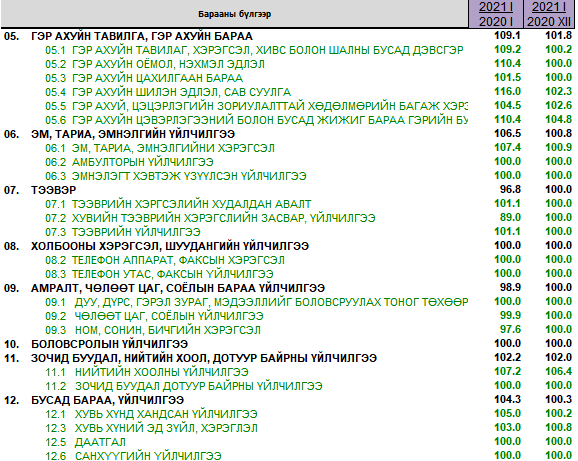 Барааны бүлгээр 2021 I 2021 I
2020 I 2020 XII
05. ГЭР АХУЙН ТАВИЛГА, ГЭР АХУЙН БАРАА 109.1 101.8
05.1 ГЭР АХУЙН ТАВИЛАГ, ХЭРЭГСЭЛ, ХИВС БОЛОН ШАЛНЫ БУСАД ДЭВСГЭР 109.2 100.2
05.2 ГЭР АХУЙН ОЁМОЛ, НЭХМЭЛ ЭДЛЭЛ 110.4 100.0
05.3 ГЭР АХУЙН ЦАХИЛГААН БАРАА 101.5 100.0
05.4 ГЭР АХУЙН ШИЛЭН ЭДЛЭЛ, САВ СУУЛГА 116.0 102.3
05.5 ГЭР АХУЙ, ЦЭЦЭРЛЭГИЙН ЗОРИУЛАЛТТАЙ ХӨДӨЛМӨРИЙН БАГАЖ ХЭРЭ 104.5 102.6
05.6 ГЭР АХУЙН ЦЭВЭРЛЭГЭЭНИЙ БОЛОН БУСАД ЖИЖИГ БАРАА ГЭРИЙН БУ 110.4 104.8
06. ЭМ, ТАРИА, ЭМНЭЛГИЙН ҮЙЛЧИЛГЭЭ 106.5 100.8
06.1 ЭМ, ТАРИА, ЭМНЭЛГИЙНИ ХЭРЭГСЭЛ 107.4 100.9
06.2 АМБУЛТОРЫН ҮЙЛЧИЛГЭЭ 100.0 100.0
06.3 ЭМНЭЛЭГТ ХЭВТЭЖ ҮЗҮҮЛСЭН ҮЙЛЧИЛГЭЭ 100.0 100.0
07. ТЭЭВЭР 96.8 100.0
07.1 ТЭЭВРИЙН ХЭРГСЭЛИЙН ХУДАЛДАН АВАЛТ 101.1 100.0
07.2 ХУВИЙН ТЭЭВРИЙН ХЭРЭГСЛИЙН ЗАСВАР, ҮЙЛЧИЛГЭЭ 89.0 100.0
07.3 ТЭЭВРИЙН ҮЙЛЧИЛГЭЭ 101.1 100.0
08. ХОЛБООНЫ ХЭРЭГСЭЛ, ШУУДАНГИЙН ҮЙЛЧИЛГЭЭ 100.0 100.0
08.2 ТЕЛЕФОН АППАРАТ, ФАКСЫН ХЭРЭГСЭЛ 100.0 100.0
08.3 ТЕЛЕФОН УТАС, ФАКСЫН ҮЙЛЧИЛГЭЭ 100.0 100.0
09. АМРАЛТ, ЧӨЛӨӨТ ЦАГ, СОЁЛЫН БАРАА ҮЙЛЧИЛГЭЭ 98.9 100.0
09.1 ДУУ, ДҮРС, ГЭРЭЛ ЗУРАГ, МЭДЭЭЛЛИЙГ БОЛОВСРУУЛАХ ТОНОГ ТӨХӨӨР 100.0 100.0
09.2 ЧӨЛӨӨТ ЦАГ, СОЁЛЫН ҮЙЛЧИЛГЭЭ 99.9 100.0
09.3 НОМ, СОНИН, БИЧГИЙН ХЭРЭГСЭЛ 97.6 100.0
10. БОЛОВСРОЛЫН ҮЙЛЧИЛГЭЭ 100.0 100.0
11. ЗОЧИД БУУДАЛ, НИЙТИЙН ХООЛ, ДОТУУР БАЙРНЫ ҮЙЛЧИЛГЭЭ 102.2 102.0
11.1 НИЙТИЙН ХООЛНЫ ҮЙЛЧИЛГЭЭ 107.2 106.4
11.2 ЗОЧИД БУУДАЛ ДОТУУР БАЙРНЫ ҮЙЛЧИЛГЭЭ 100.0 100.0
12. БУСАД БАРАА, ҮЙЛЧИЛГЭЭ 104.3 100.3
12.1 ХУВЬ ХҮНД ХАНДСАН ҮЙЛЧИЛГЭЭ 105.0 100.2
12.3 ХУВЬ ХҮНИЙ ЭД ЗҮЙЛ, ХЭРЭГЛЭЛ 103.0 100.8
12.5 ДААТГАЛ 100.0 100.0
12.6 САНХҮҮГИЙН ҮЙЛЧИЛГЭЭ 100.0 100.0